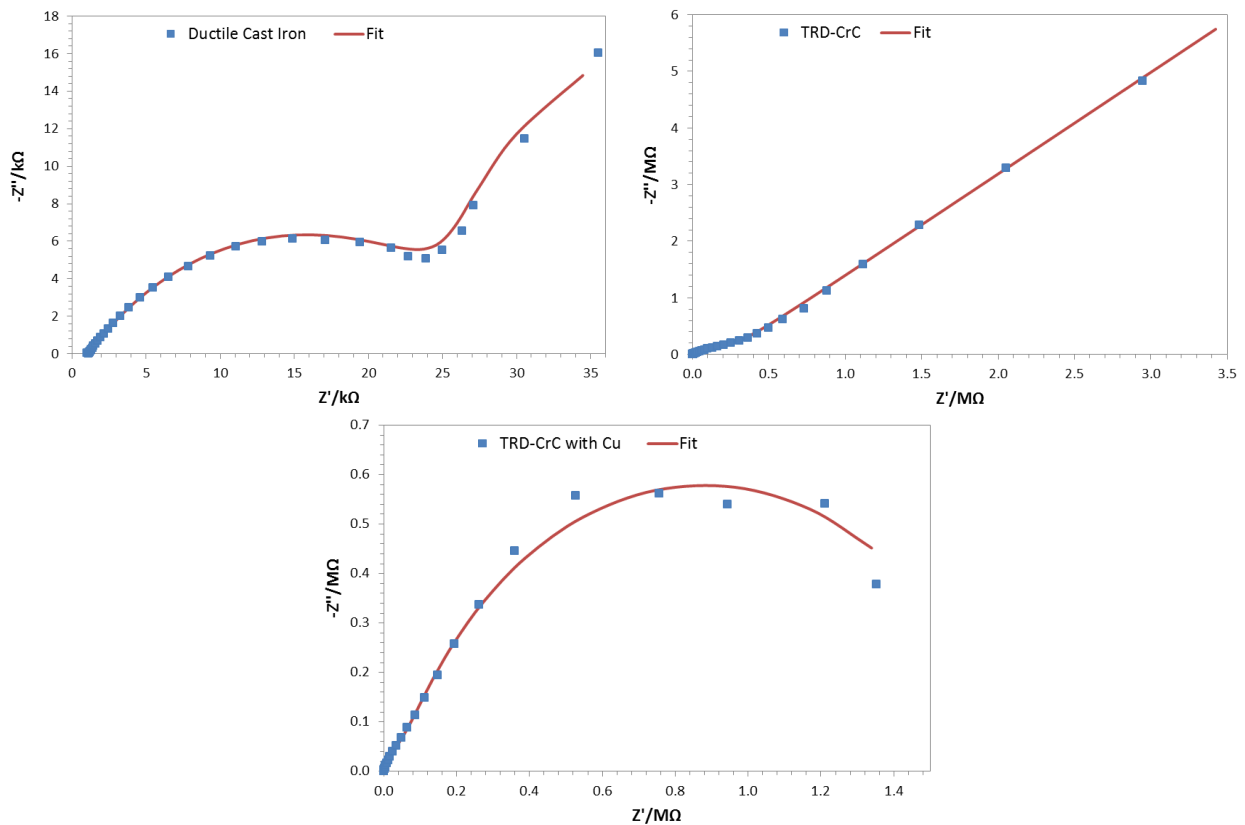 Ductile Cast Iron Fit
18
16
14
12
10
8
6
4
2
0
-Z''/kΩ
0 5 10 15 20 25 30 35
Z'/kΩ
TRD-CrC Fit
6
5
4
3
2
1
0
-Z''/MΩ
0.0 0.5 1.0 1.5 2.0 2.5 3.0 3.5
Z'/MΩ
TRD-CrC with Cu Fit
0.7
0.6
0.5
0.4
0.3
0.2
0.1
0.0
-Z''/MΩ
0.0 0.2 0.4 0.6 0.8 1.0 1.2 1.4
Z'/MΩ